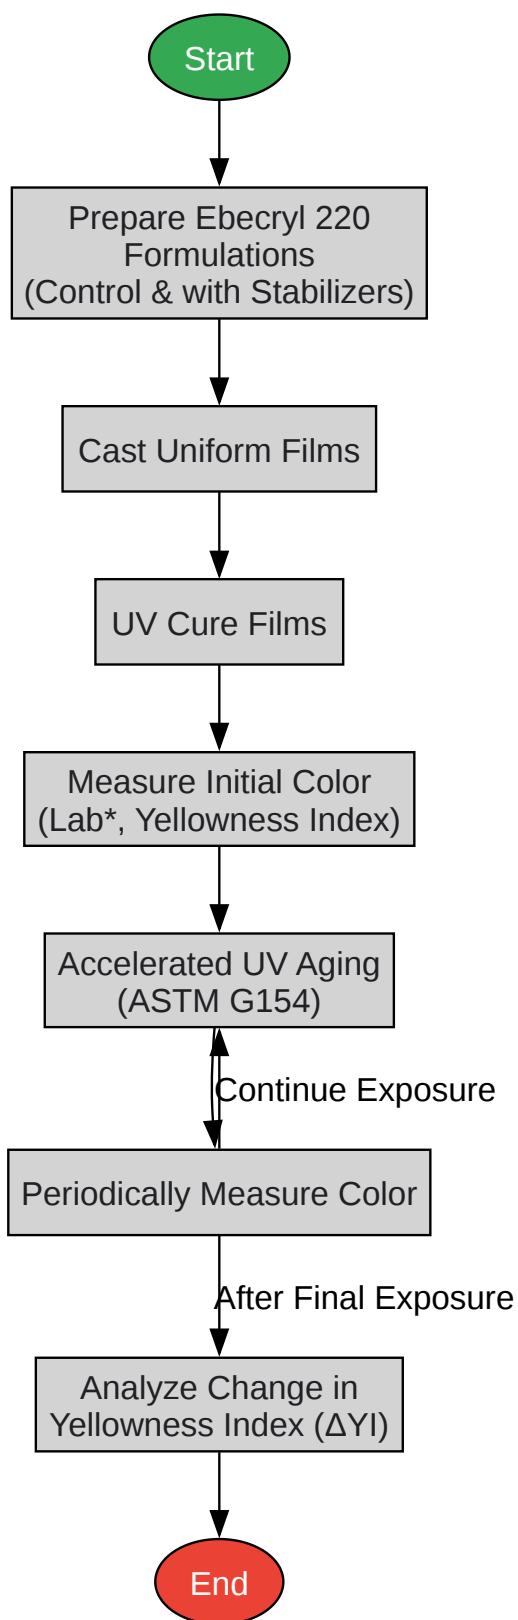 Start
Prepare Ebecryl 220
Formulations
(Control & with Stabilizers)
Cast Uniform Films
UV Cure Films
Measure Initial Color
(Lab*, Yellowness Index)
Accelerated UV Aging
(ASTM G154)
Continue Exposure
Periodically Measure Color
After Final Exposure
Analyze Change in
Yellowness Index (ΔYI)
End